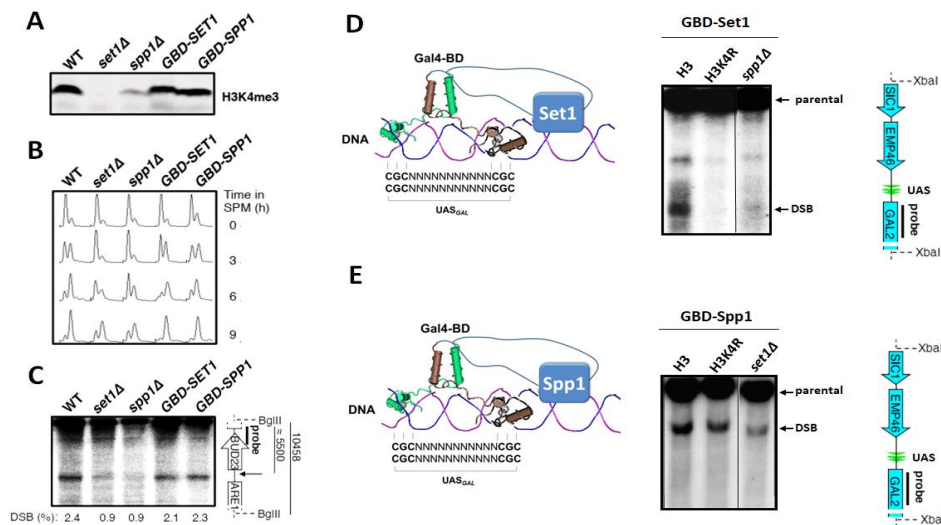 A
WT
set1Δ
spp1Δ
GBD-SET1
GBD-SPP1
H3K4me3
B
WT
set1Δ
spp1Δ
GBD-SET1
GBD-SPP1
Time in
SPM (h)
0
3
6
9
C
WT
set1Δ
spp1Δ
GBD-SET1
GBD-SPP1
BglII
probe
BUD23
≈ 5500
10458
ARE1
BglII
DSB (%): 2.4 0.9 0.9 2.1 2.3
D
Gal4-BD
Set1
DNA
CGCNNNNNNNNNNNCGC
CGCNNNNNNNNNNNCGC
UASGAL
GBD-Set1
H3
H3K4R
spp1Δ
parental
DSB
XbaI
SIC1
EMP46
UAS
GAL2
probe
XbaI
E
Gal4-BD
Spp1
DNA
CGCNNNNNNNNNNNCGC
CGCNNNNNNNNNNNCGC
UASGAL
GBD-Spp1
H3
H3K4R
set1Δ
parental
DSB
XbaI
SIC1
EMP46
UAS
GAL2
probe
Xba